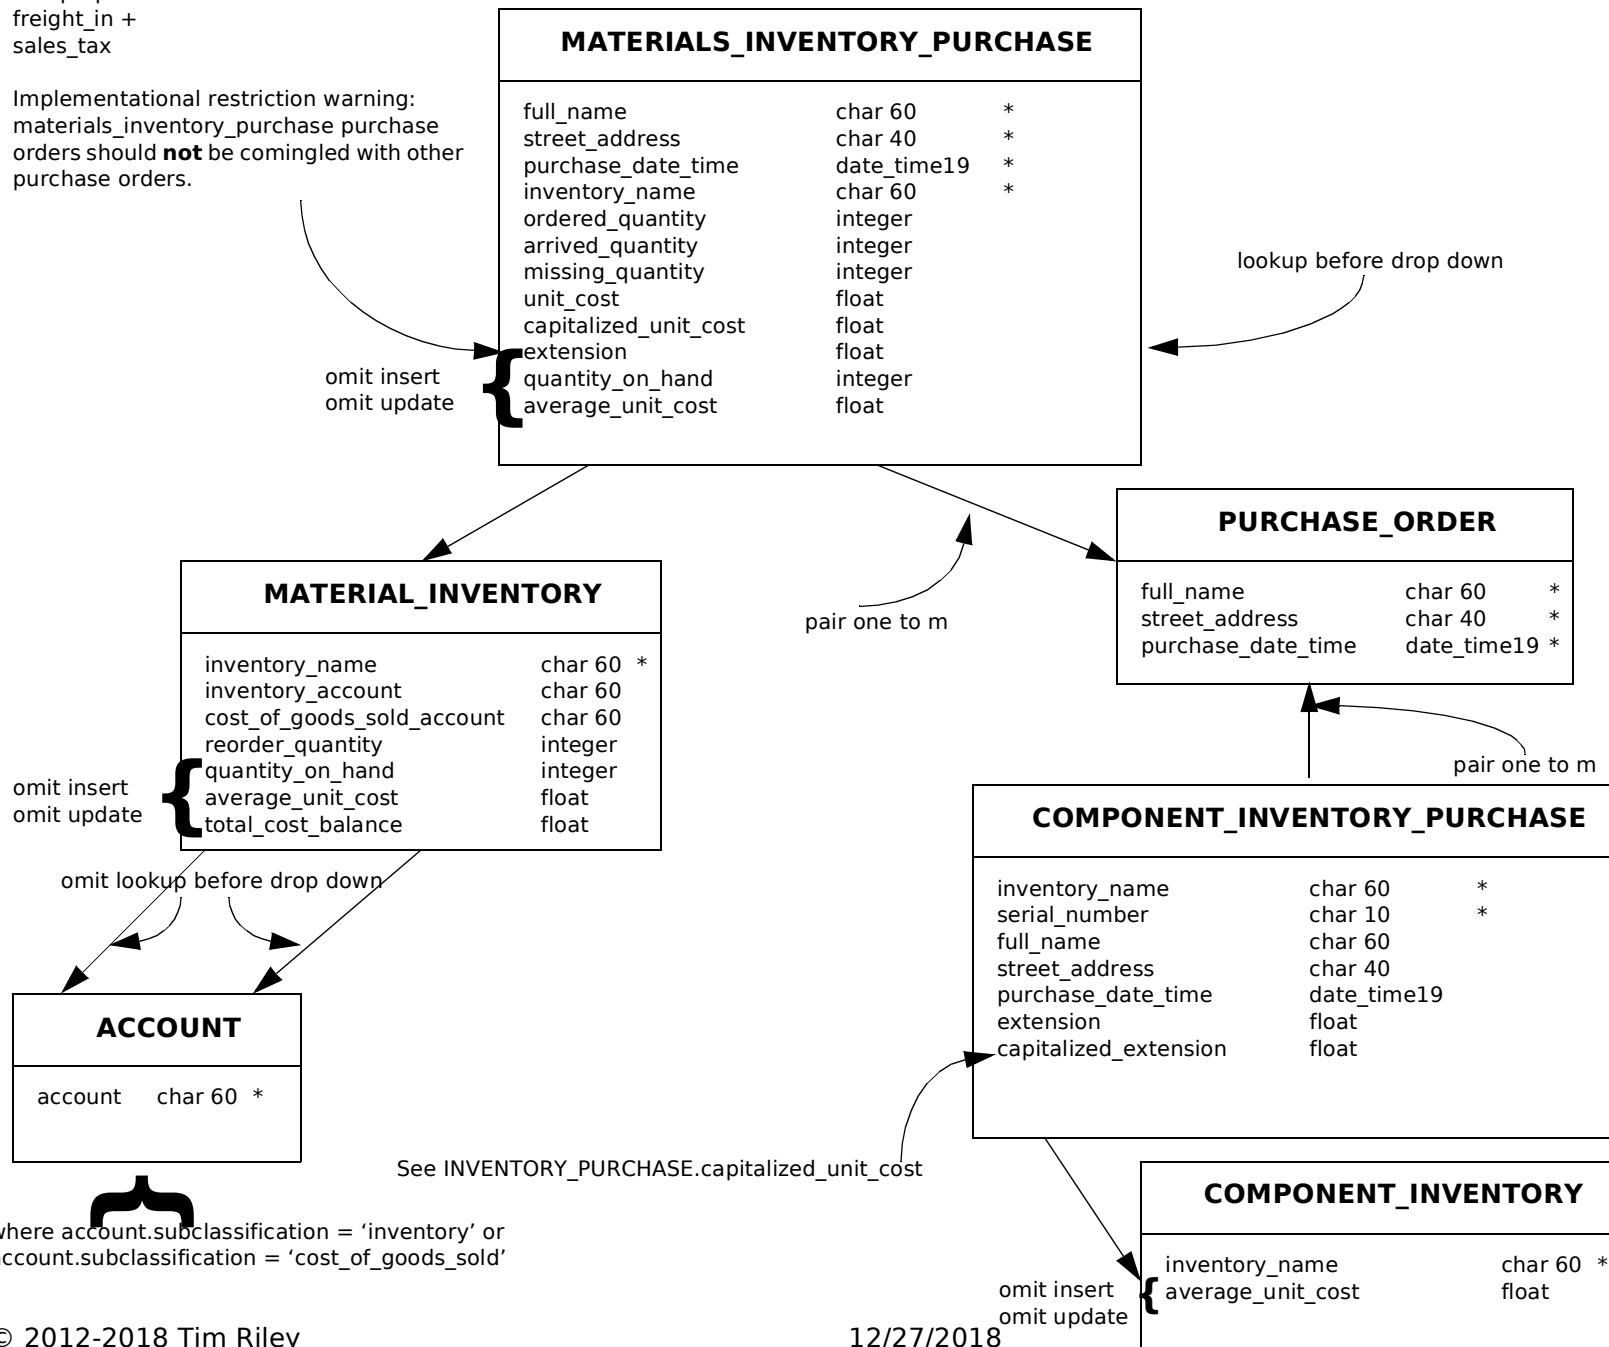 freight_in +
sales_tax
Implementational restriction warning:
materials_inventory_purchase purchase
orders should not be comingled with other
purchase orders.
MATERIALS_INVENTORY_PURCHASE
full_name char 60 *
street_address char 40 *
purchase_date_time date_time19 *
inventory_name char 60 *
ordered_quantity integer
arrived_quantity integer
missing_quantity integer
unit_cost float
capitalized_unit_cost float
extension float
quantity_on_hand integer
average_unit_cost float
omit insert
omit update
lookup before drop down
PURCHASE_ORDER
full_name char 60 *
street_address char 40 *
purchase_date_time date_time19 *
pair one to m
MATERIAL_INVENTORY
inventory_name char 60 *
inventory_account char 60
cost_of_goods_sold_account char 60
reorder_quantity integer
quantity_on_hand integer
average_unit_cost float
total_cost_balance float
omit insert
omit update
pair one to m
omit lookup before drop down
COMPONENT_INVENTORY_PURCHASE
inventory_name char 60 *
serial_number char 10 *
full_name char 60
street_address char 40
purchase_date_time date_time19
extension float
capitalized_extension float
ACCOUNT
account char 60 *
See INVENTORY_PURCHASE.capitalized_unit_cost
where account.subclassification = ‘inventory’ or
account.subclassification = ‘cost_of_goods_sold’
COMPONENT_INVENTORY
inventory_name char 60 *
average_unit_cost float
omit insert
omit update
© 2012-2018 Tim Riley
12/27/2018